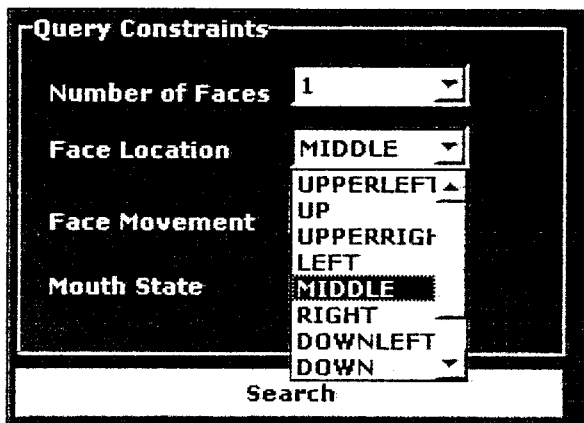 Query Constraints
Number of Faces 1
Face Location MIDDLE
UPPERLEFT
UP
Face Movement
UPPERRIGH
LEFT
Mouth State
MIDDLE
RIGHT
DOWNLEFT
DOWN
Search